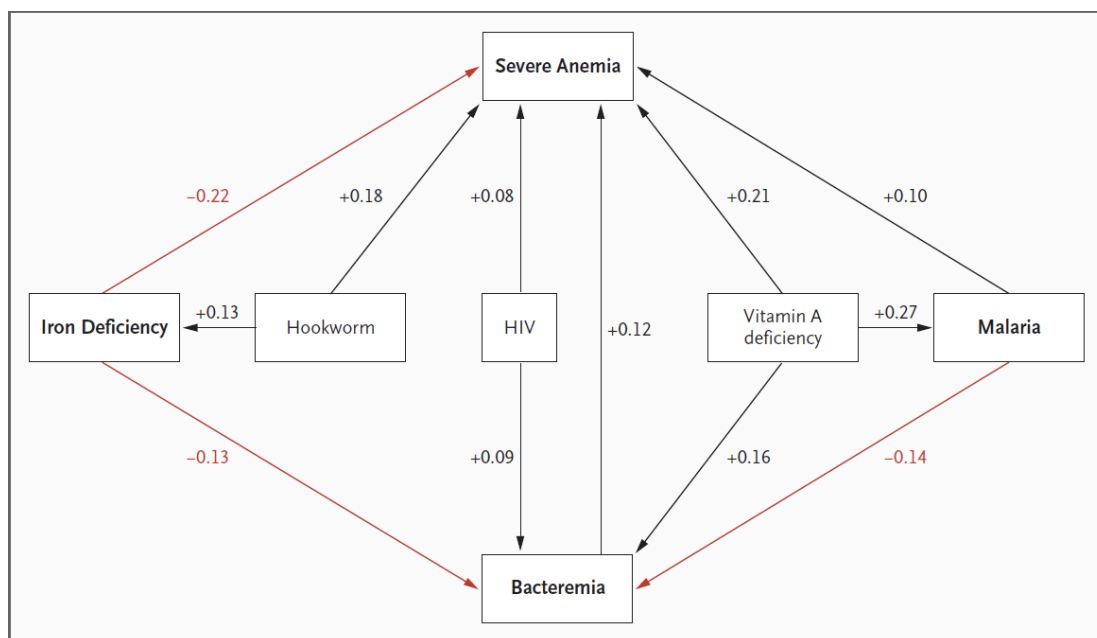 Severe Anemia
−0.22
+0.18
+0.08
+0.21
+0.10
Iron Deficiency
+0.13
Hookworm
HIV
+0.12
Vitamin A
deficiency
+0.27
Malaria
−0.13
+0.09
+0.16
−0.14
Bacteremia